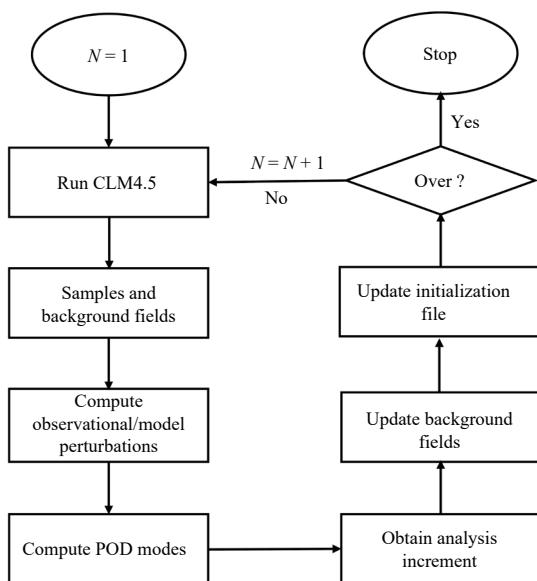 N = 1
Run CLM4.5
Samples and
background fields
Compute
observational/model
perturbations
Compute POD modes
Obtain analysis
increment
Update background
fields
Update initialization
file
Over ?
N = N + 1
No
Yes
Stop